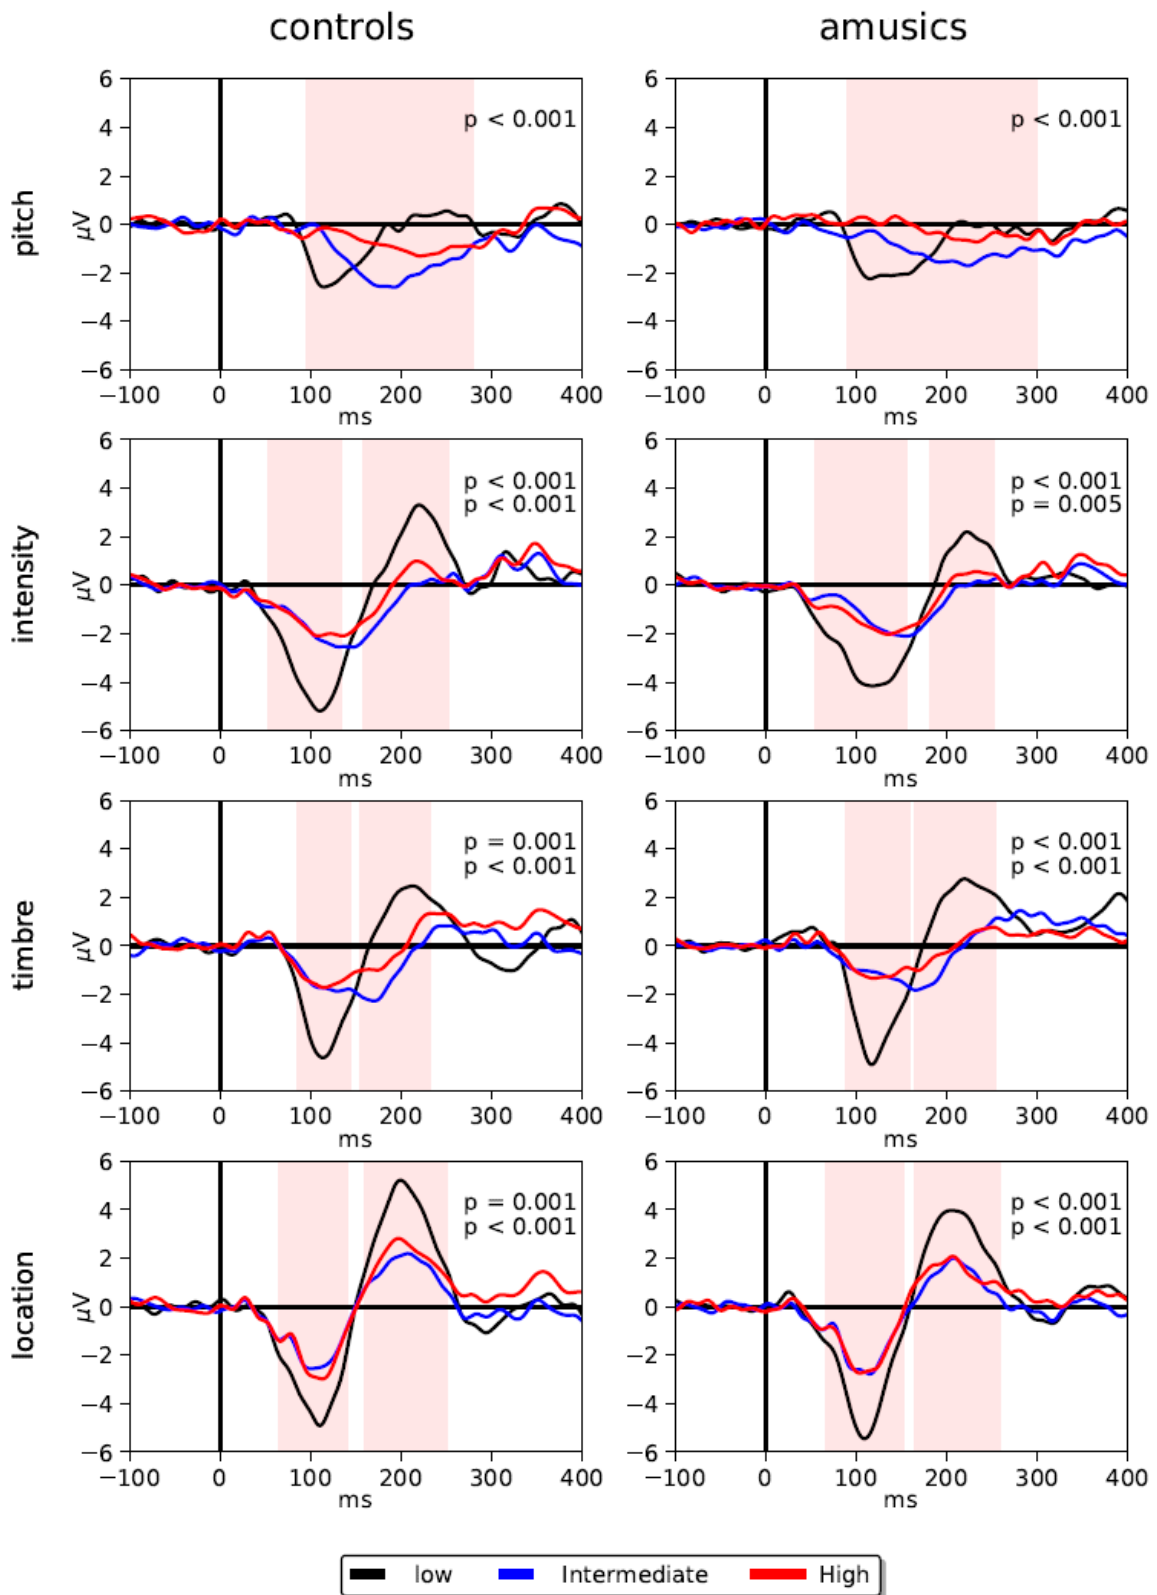 controls amusics
pitch
µV
6
4
2
0
−2
−4
−6
p < 0.001
−100 0 100 200 300 400
ms
6
4
2
0
−2
−4
−6
p < 0.001
−100 0 100 200 300 400
ms
intensity
µV
6
4
2
0
−2
−4
−6
p < 0.001
p < 0.001
−100 0 100 200 300 400
ms
6
4
2
0
−2
−4
−6
p < 0.001
p = 0.005
−100 0 100 200 300 400
ms
timbre
µV
6
4
2
0
−2
−4
−6
p = 0.001
p < 0.001
−100 0 100 200 300 400
ms
6
4
2
0
−2
−4
−6
p < 0.001
p < 0.001
−100 0 100 200 300 400
ms
location
µV
6
4
2
0
−2
−4
−6
p = 0.001
p < 0.001
−100 0 100 200 300 400
ms
6
4
2
0
−2
−4
−6
p < 0.001
p < 0.001
−100 0 100 200 300 400
ms
low Intermediate High